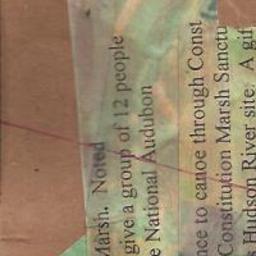 Marsh. Noted
give a group of 12 people
e National Audubon
nce to canoe through Const
Constitution Marsh Sanctu
s Hudson River site. A gif